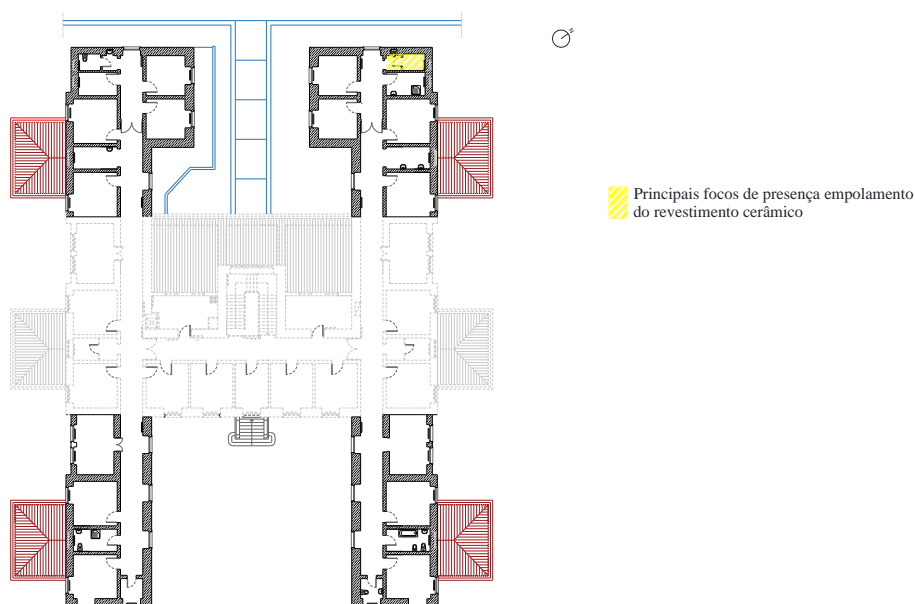 N
Principais focos de presença empolamento
do revestimento cerâmico